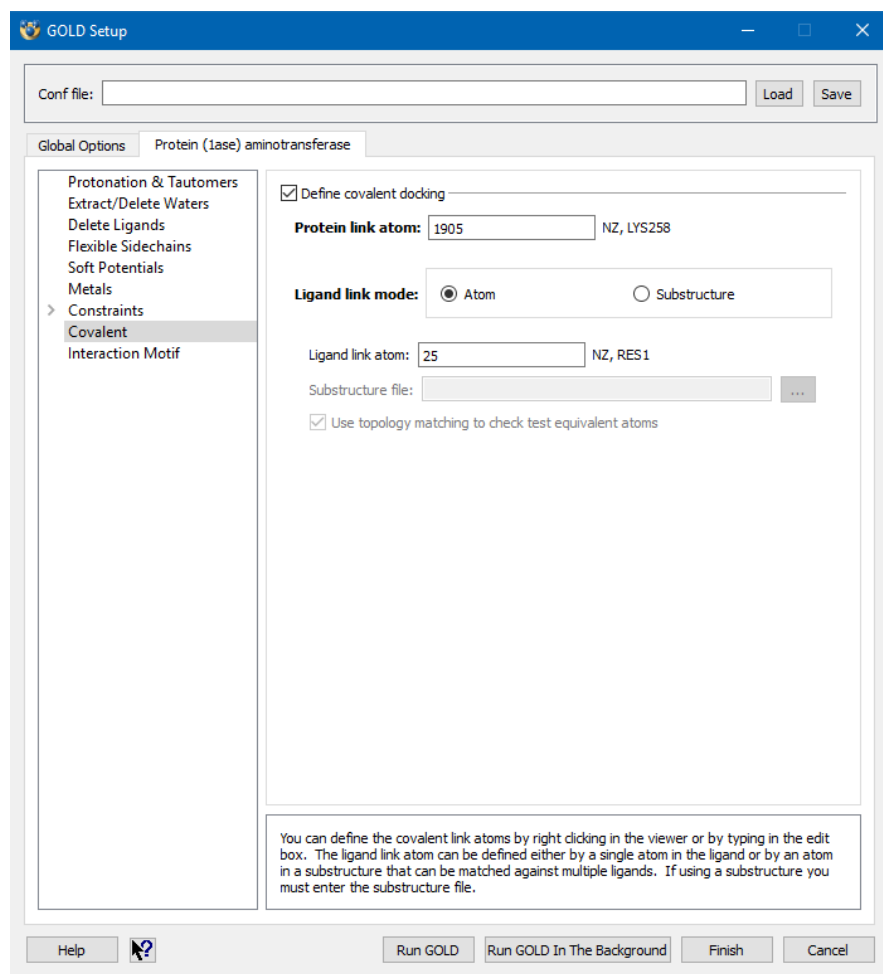 GOLD Setup
Conf file: Load Save
Global Options Protein (1ase) aminotransferase
Protonation & Tautomers
Extract/Delete Waters
Delete Ligands
Flexible Sidechains
Soft Potentials
Metals
Constraints
Covalent
Interaction Motif
Define covalent docking
Protein link atom: 1905 NZ, LYS258
Ligand link mode: Atom Substructure
Ligand link atom: 25 NZ, RES1
Substructure file: ...
Use topology matching to check test equivalent atoms
You can define the covalent link atoms by right clicking in the viewer or by typing in the edit
box. The ligand link atom can be defined either by a single atom in the ligand or by an atom
in a substructure that can be matched against multiple ligands. If using a substructure you
must enter the substructure file.
Help ? Run GOLD Run GOLD In The Background Finish Cancel